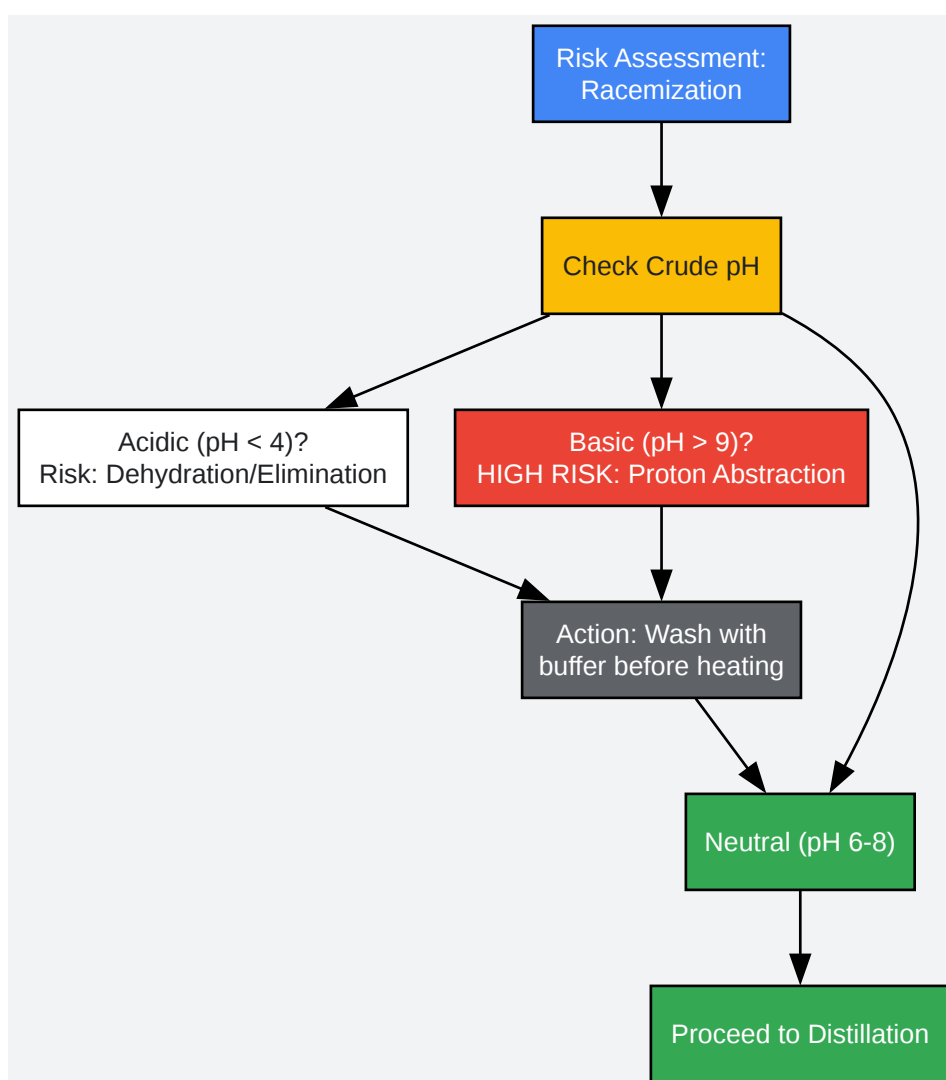 Risk Assessment:
Racemization
Check Crude pH
Acidic (pH < 4)?
Risk: Dehydration/Elimination
Basic (pH > 9)?
HIGH RISK: Proton Abstraction
Action: Wash with
buffer before heating
Neutral (pH 6-8)
Proceed to Distillation